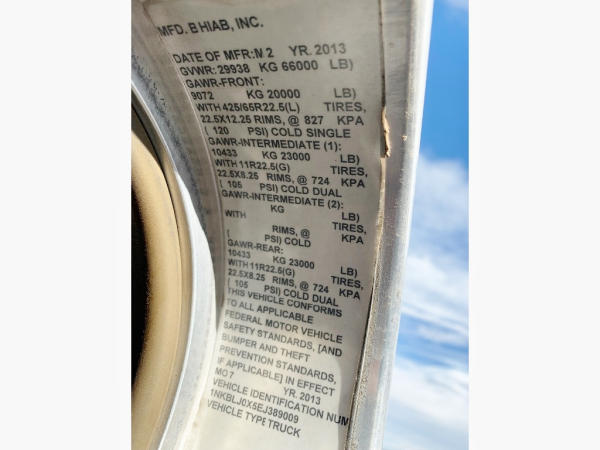 MFD. B HIAB, INC.
DATE OF MFR:M 2 YR. 2013
GVWR: 29938 KG 66000 LB)
GAWR-FRONT:
9072 KG 20000 LB)
WITH 425/65R22.5(L) TIRES,
22.5X12.25 RIMS, @ 827 KPA
( 120 PSI) COLD SINGLE
GAWR-INTERMEDIATE (1):
10433 KG 23000 LB)
WITH 11R22.5(G) TIRES,
22.5X8.25 RIMS, @ 724 KPA
( 105 PSI) COLD DUAL
GAWR-INTERMEDIATE (2):
KG LB)
WITH TIRES,
RIMS, @ KPA
( PSI) COLD
GAWR-REAR:
10433 KG 23000 LB)
WITH 11R22.5(G) TIRES,
22.5X8.25 RIMS, @ 724 KPA
( 105 PSI) COLD DUAL
THIS VEHICLE CONFORMS
TO ALL APPLICABLE
FEDERAL MOTOR VEHICLE
SAFETY STANDARDS, [AND
BUMPER AND THEFT
PREVENTION STANDARDS,
IF APPLICABLE] IN EFFECT
MO 7 YR. 2013
VEHICLE IDENTIFICATION NUM
1NKBLJ0X5EJ389009
VEHICLE TYPE TRUCK